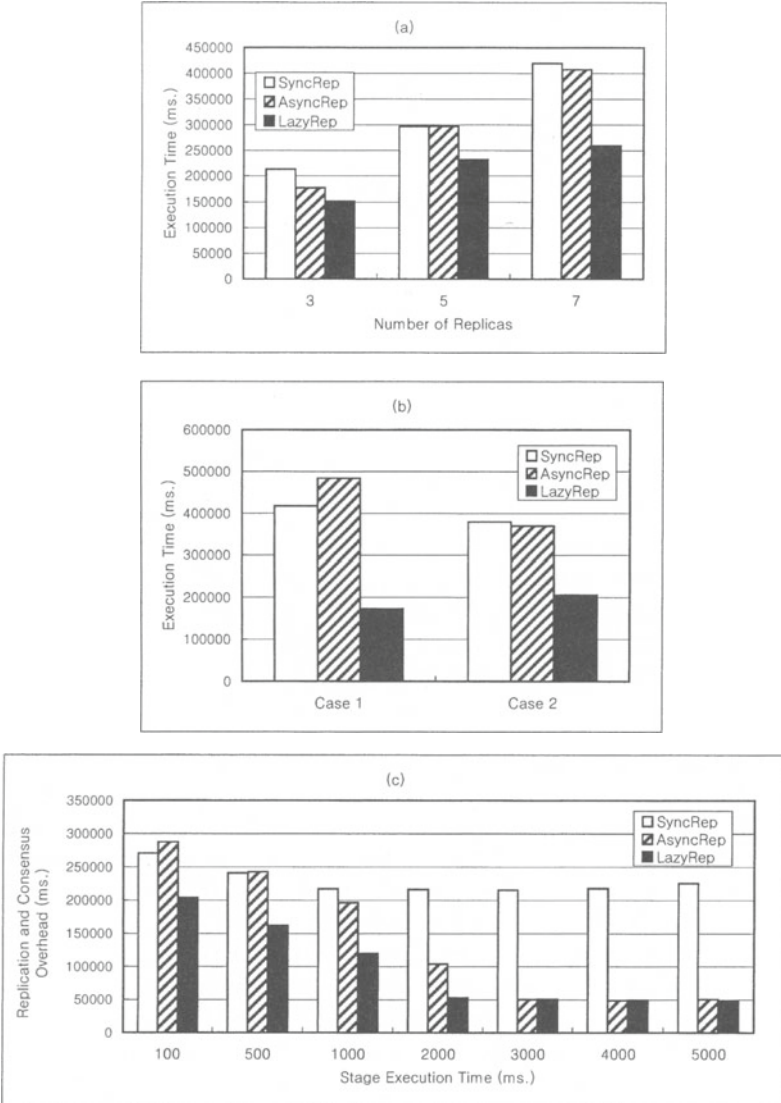 (a)
450000
400000
350000
300000
250000
200000
150000
100000
50000
0
Execution Time (ms.)
SyncRep
AsyncRep
LazyRep
3 5 7
Number of Replicas
(b)
600000
500000
400000
300000
200000
100000
0
Execution Time (ms.)
SyncRep
AsyncRep
LazyRep
Case 1 Case 2
(c)
350000
300000
250000
200000
150000
100000
50000
0
Replication and Consensus
Overhead (ms.)
SyncRep
AsyncRep
LazyRep
100 500 1000 2000 3000 4000 5000
Stage Execution Time (ms.)